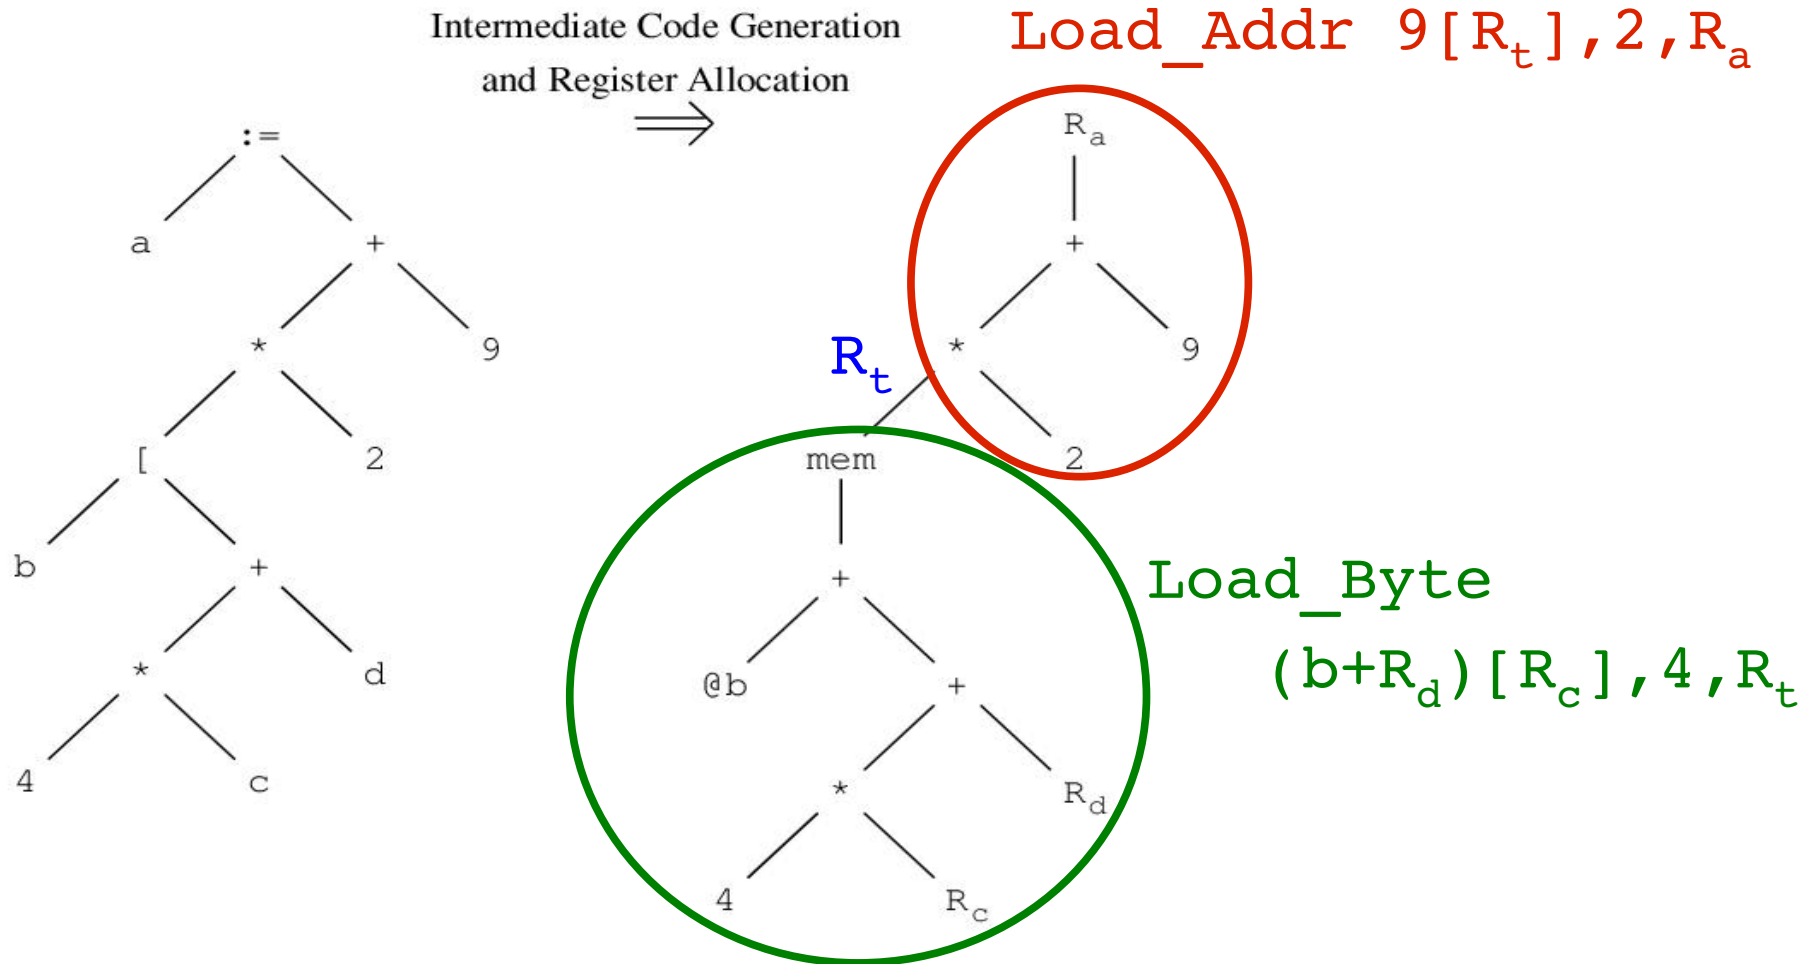 Intermediate Code Generation
and Register Allocation
⇒
Load_Addr 9[Rt],2,Ra
:=
a
+
*
9
[
2
b
+
*
d
4
c
Ra
+
Rt
*
9
mem
2
+
Load_Byte
(b+Rd)[Rc],4,Rt
@b
+
*
Rd
4
Rc